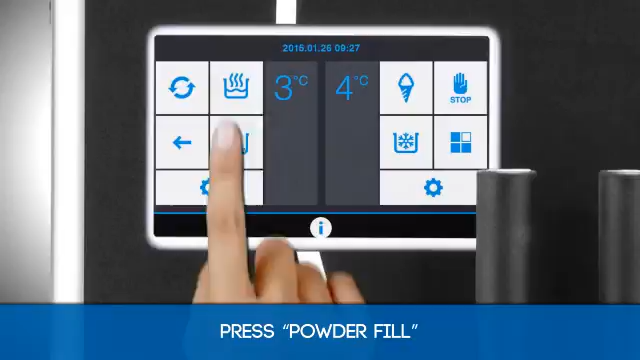 2016.01.26 09:27
3°C
4°C
STOP
i
PRESS “POWDER FILL”